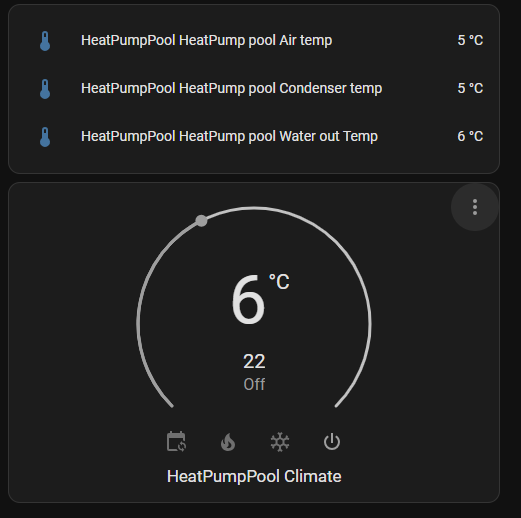 HeatPumpPool HeatPump pool Air temp 5 °C
HeatPumpPool HeatPump pool Condenser temp 5 °C
HeatPumpPool HeatPump pool Water out Temp 6 °C
6 °C
22
Off
HeatPumpPool Climate